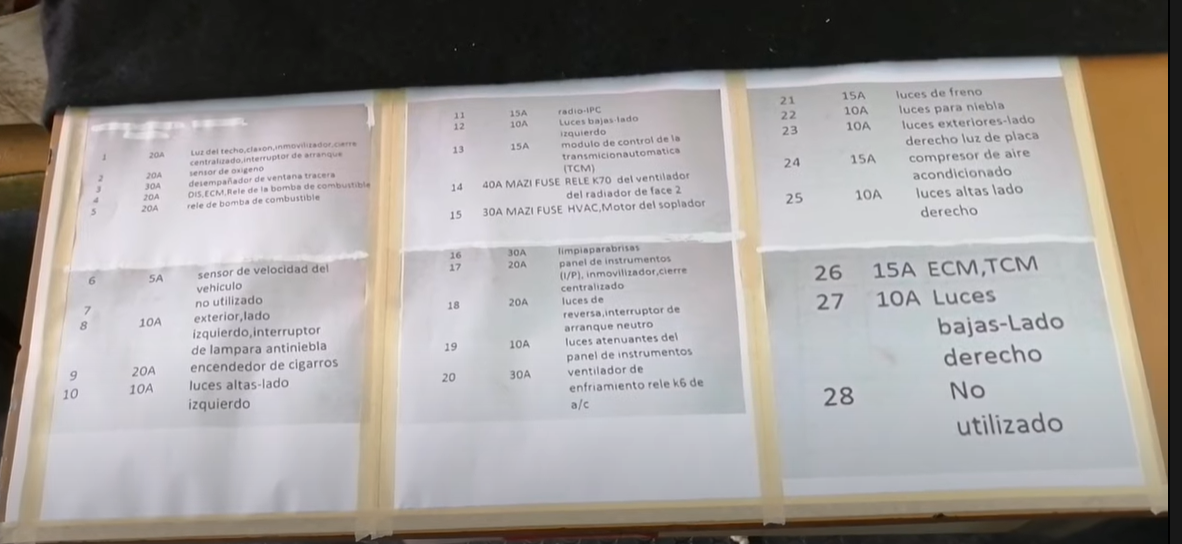 1 20A Luz del techo,claxon,inmovilizador,cierre
centralizado,interruptor de arranque
2 20A sensor de oxigeno
3 30A desempañador de ventana tracera
4 20A DIS,ECM,Rele de la bomba de combustible
5 20A rele de bomba de combustible
6 5A sensor de velocidad del
vehiculo
7 no utilizado
8 10A exterior,lado
izquierdo,interruptor
de lampara antiniebla
9 20A encendedor de cigarros
10 10A luces altas-lado
izquierdo
11 15A radio-IPC
12 10A Luces bajas-lado
izquierdo
13 15A modulo de control de la
transmicionautomatica
(TCM)
14 40A MAZI FUSE RELE K70 del ventilador
del radiador de face 2
15 30A MAZI FUSE HVAC,Motor del soplador
16 30A limpiaparabrisas
17 20A panel de instrumentos
(I/P), inmovilizador,cierre
centralizado
18 20A luces de
reversa,interruptor de
arranque neutro
19 10A luces atenuantes del
panel de instrumentos
20 30A ventilador de
enfriamiento rele k6 de
a/c
21 15A luces de freno
22 10A luces para niebla
23 10A luces exteriores-lado
derecho luz de placa
24 15A compresor de aire
acondicionado
25 10A luces altas lado
derecho
26 15A ECM,TCM
27 10A Luces
bajas-Lado
derecho
28 No
utilizado